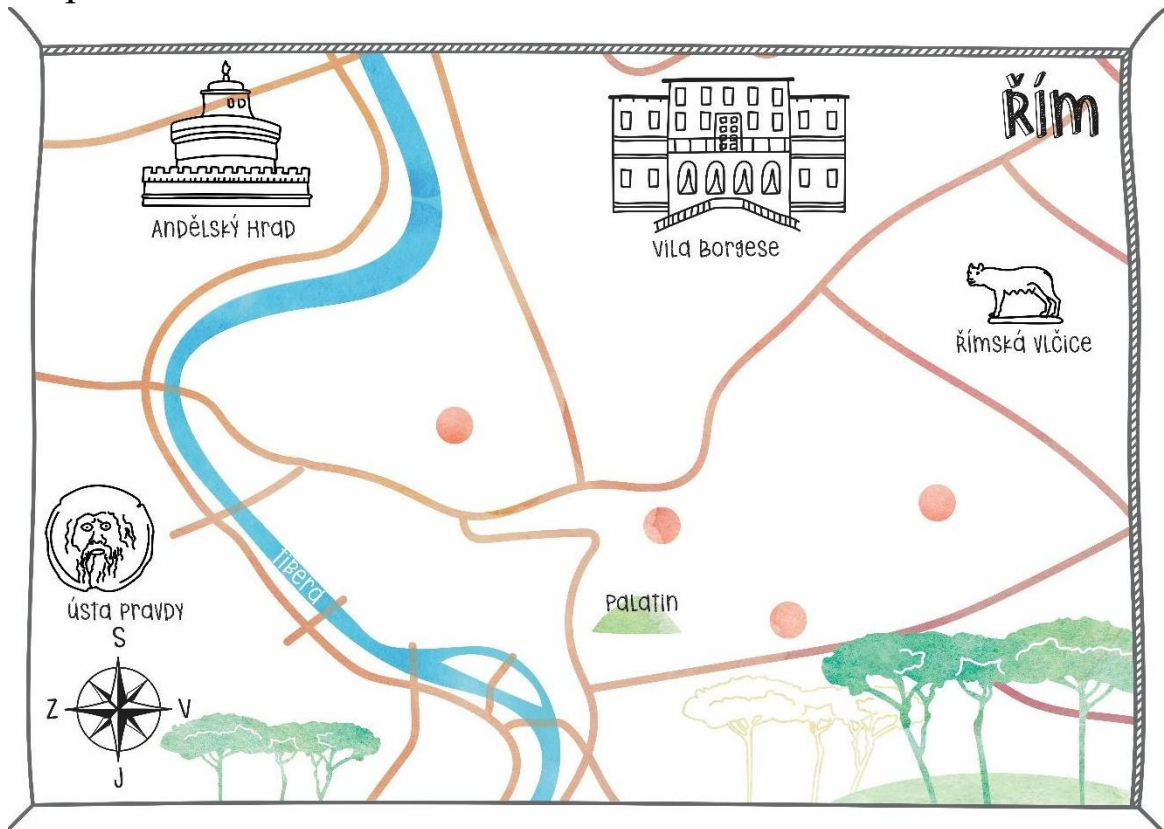 Řím
Andělský Hrad
Vila Borgese
Římská Vlčice
Tibera
Palatin
Ústa Pravdy
S
Z
V
J